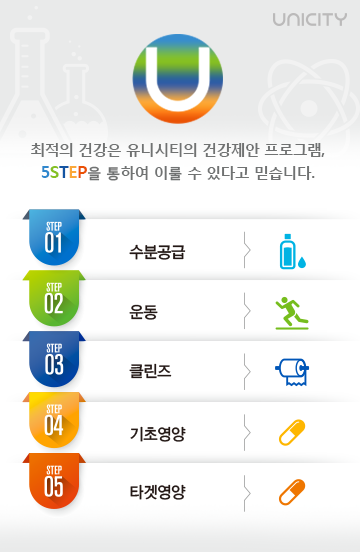 UNICITY
U
최적의 건강은 유니시티의 건강제안 프로그램,
5STEP을 통하여 이룰 수 있다고 믿습니다.
STEP
01
수분공급
STEP
02
운동
STEP
03
클린즈
STEP
04
기초영양
STEP
05
타겟영양